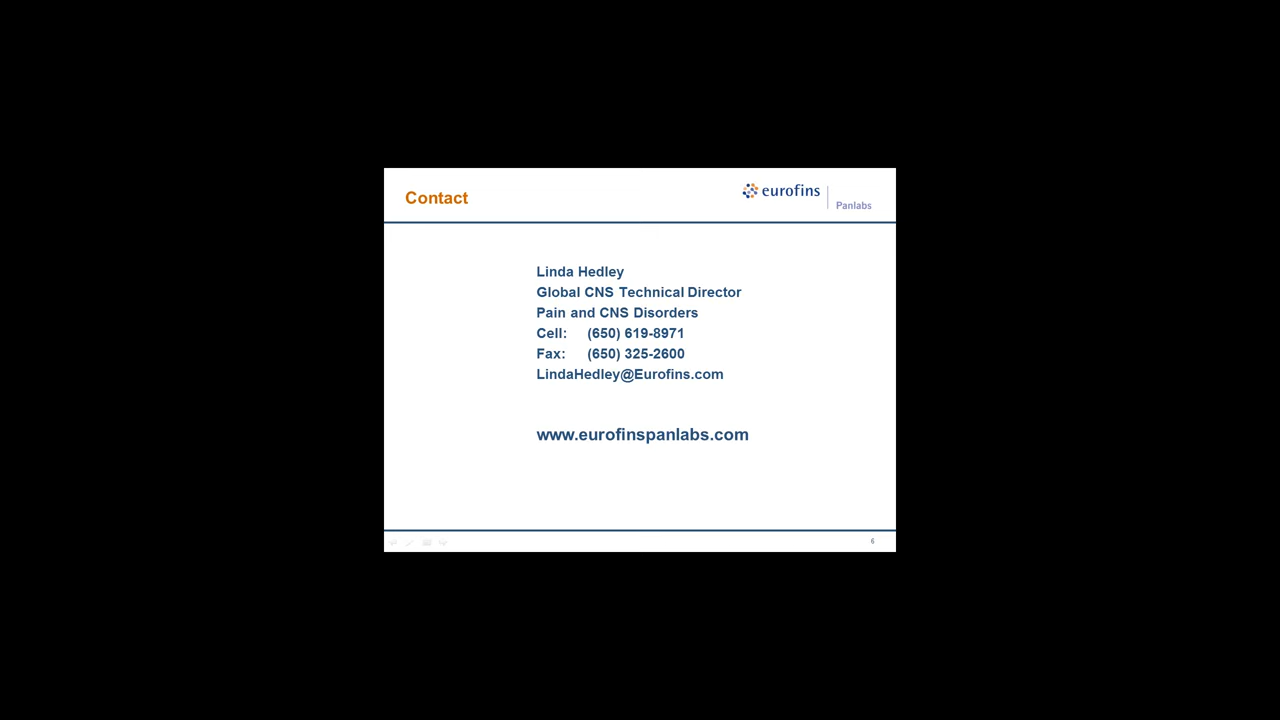 Contact
eurofins
Panlabs
Linda Hedley
Global CNS Technical Director
Pain and CNS Disorders
Cell: (650) 619-8971
Fax: (650) 325-2600
LindaHedley@Eurofins.com
www.eurofinspanlabs.com
6